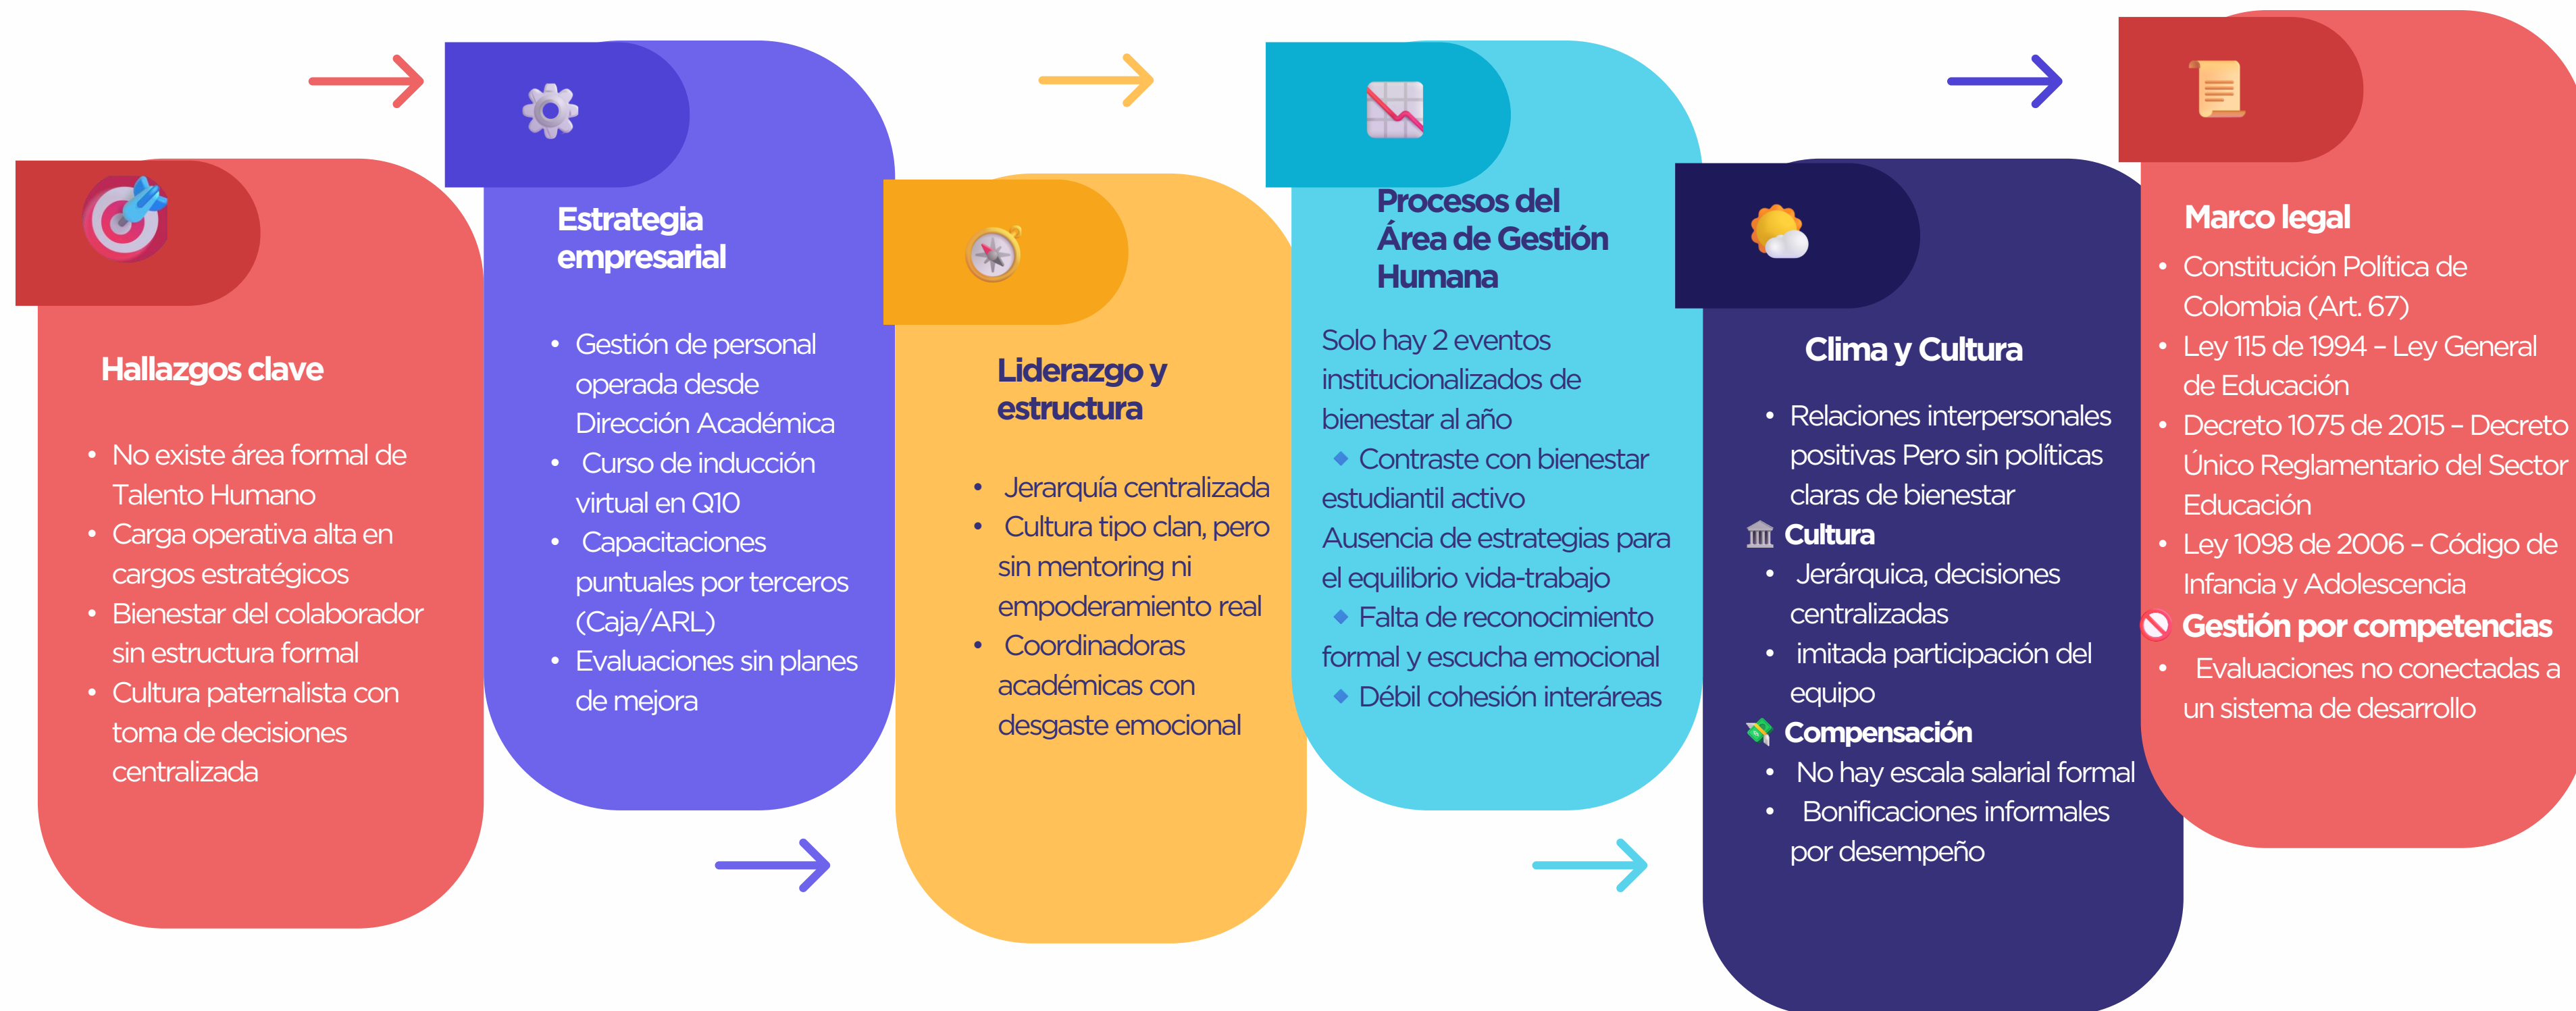 Hallazgos clave
• No existe área formal de
Talento Humano
• Carga operativa alta en
cargos estratégicos
• Bienestar del colaborador
sin estructura formal
• Cultura paternalista con
toma de decisiones
centralizada
Estrategia
empresarial
• Gestión de personal
operada desde
Dirección Académica
• Curso de inducción
virtual en Q10
• Capacitaciones
puntuales por terceros
(Caja/ARL)
• Evaluaciones sin planes
de mejora
Liderazgo y
estructura
• Jerarquía centralizada
• Cultura tipo clan, pero
sin mentoring ni
empoderamiento real
• Coordinadoras
académicas con
desgaste emocional
Procesos del
Área de Gestión
Humana
Solo hay 2 eventos
institucionalizados de
bienestar al año
🔹 Contraste con bienestar
estudiantil activo
Ausencia de estrategias para
el equilibrio vida-trabajo
🔹 Falta de reconocimiento
formal y escucha emocional
🔹 Débil cohesión interáreas
Clima y Cultura
• Relaciones interpersonales
positivas Pero sin políticas
claras de bienestar
🏛️ Cultura
• Jerárquica, decisiones
centralizadas
• imitada participación del
equipo
💸 Compensación
• No hay escala salarial formal
• Bonificaciones informales
por desempeño
Marco legal
• Constitución Política de
Colombia (Art. 67)
• Ley 115 de 1994 – Ley General
de Educación
• Decreto 1075 de 2015 – Decreto
Único Reglamentario del Sector
Educación
• Ley 1098 de 2006 – Código de
Infancia y Adolescencia
🚫 Gestión por competencias
• Evaluaciones no conectadas a
un sistema de desarrollo